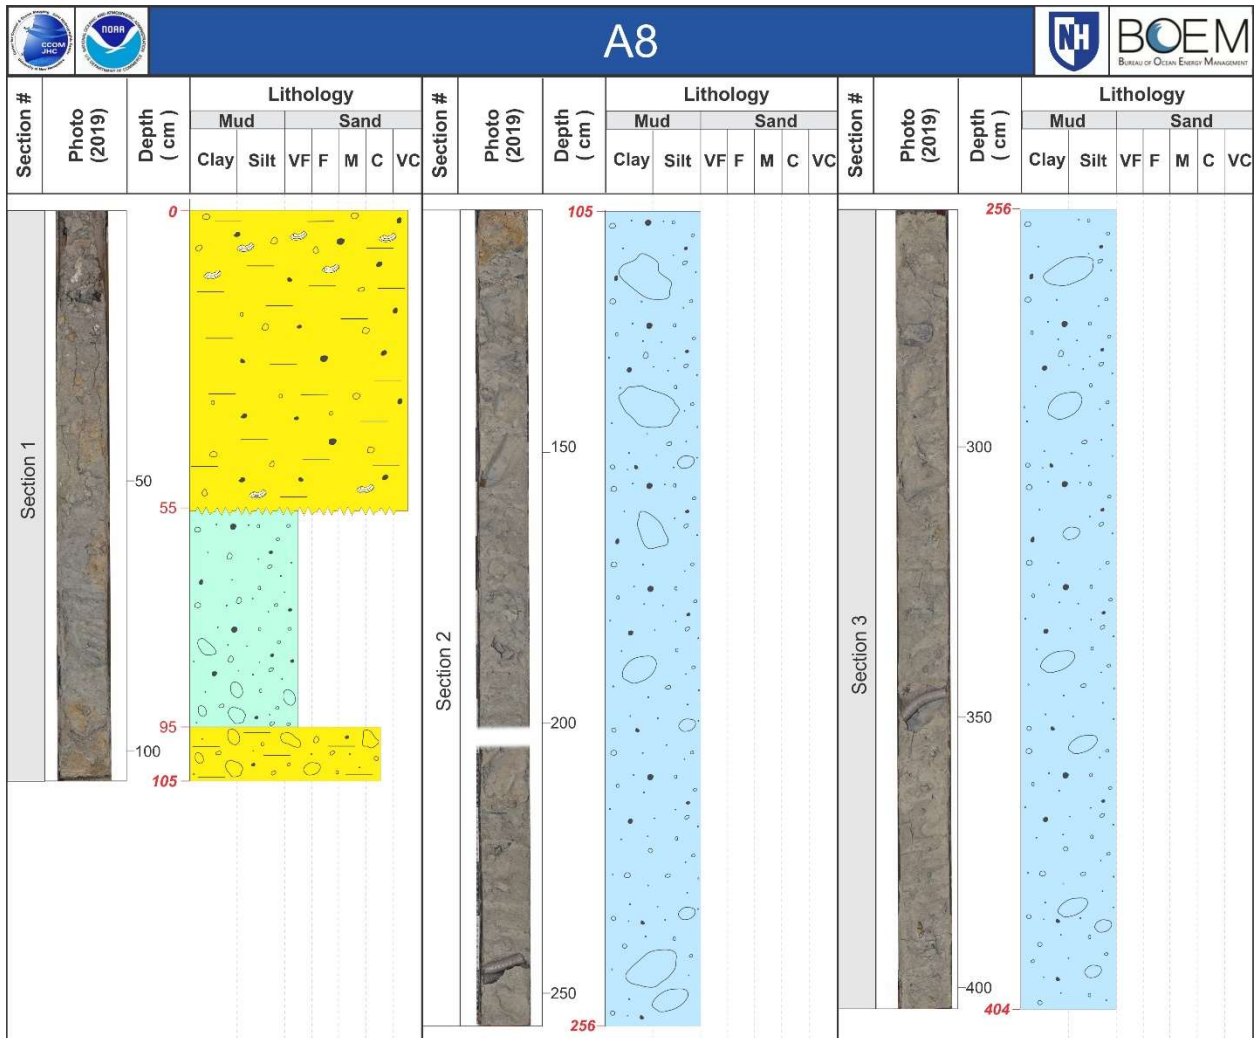 CCOM
JHC
NOAA
A8
NH
BOEM
BUREAU OF OCEAN ENERGY MANAGEMENT
Section #
Photo
(2019)
Depth
( cm )
Lithology
Mud
Sand
Clay
Silt
VF
F
M
C
VC
Section 1
0
50
55
95
100
105
Section #
Photo
(2019)
Depth
( cm )
Lithology
Mud
Sand
Clay
Silt
VF
F
M
C
VC
Section 2
105
150
200
250
256
Section #
Photo
(2019)
Depth
( cm )
Lithology
Mud
Sand
Clay
Silt
VF
F
M
C
VC
Section 3
256
300
350
400
404